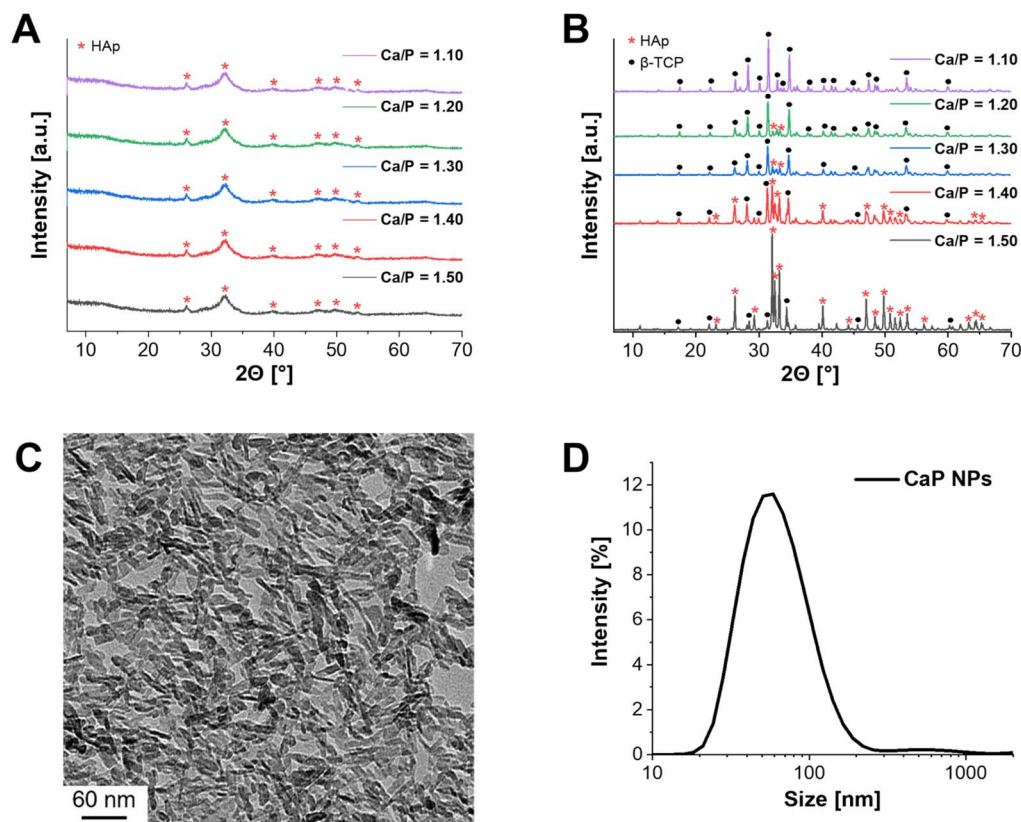 A
* HAp
Ca/P = 1.10
Ca/P = 1.20
Ca/P = 1.30
Ca/P = 1.40
Ca/P = 1.50
Intensity [a.u.]
10 20 30 40 50 60 70
2Θ [°]
B
* HAp
• β-TCP
Ca/P = 1.10
Ca/P = 1.20
Ca/P = 1.30
Ca/P = 1.40
Ca/P = 1.50
Intensity [a.u.]
10 20 30 40 50 60 70
2Θ [°]
C
60 nm
D
CaP NPs
Intensity [%]
12
10
8
6
4
2
0
10 100 1000
Size [nm]